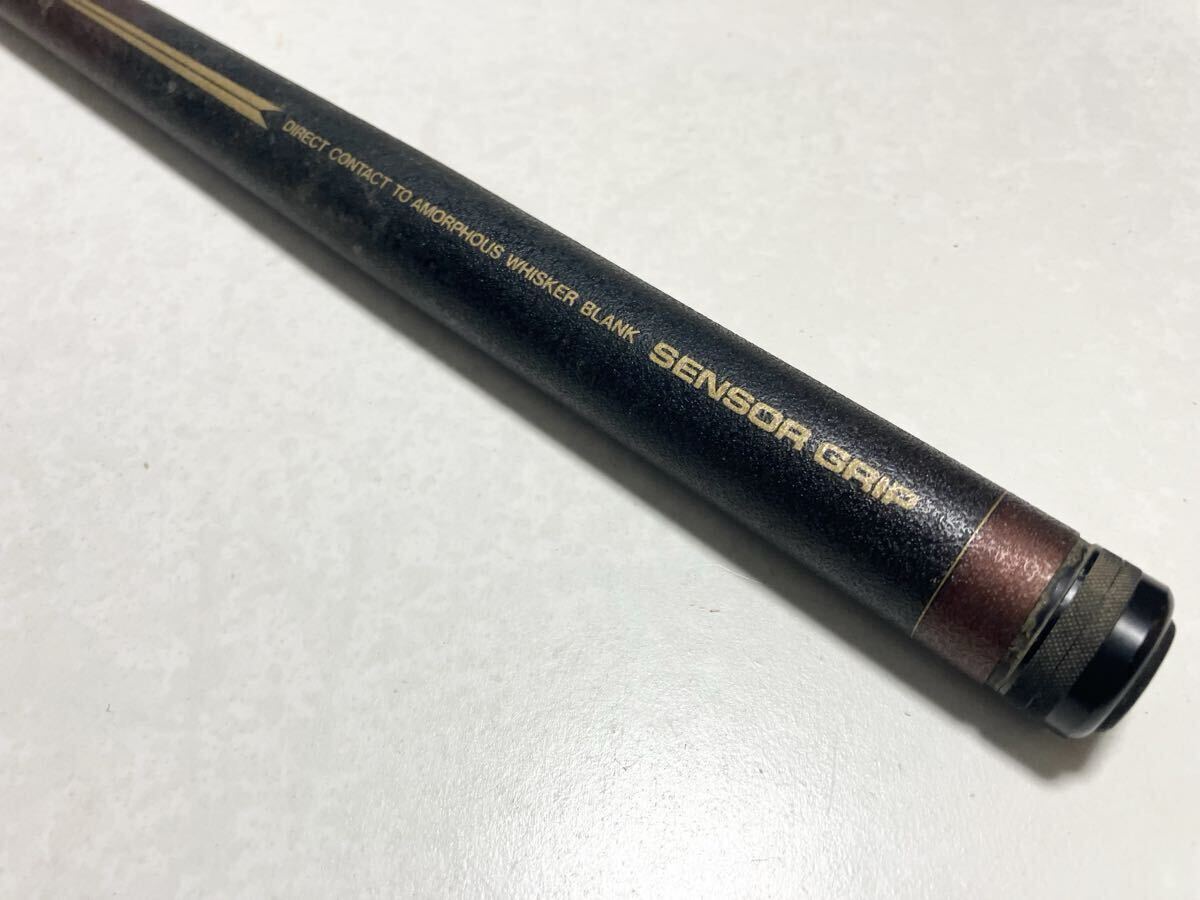 DIRECT CONTACT TO AMORPHOUS WHISKER BLANK SENSOR GRIP